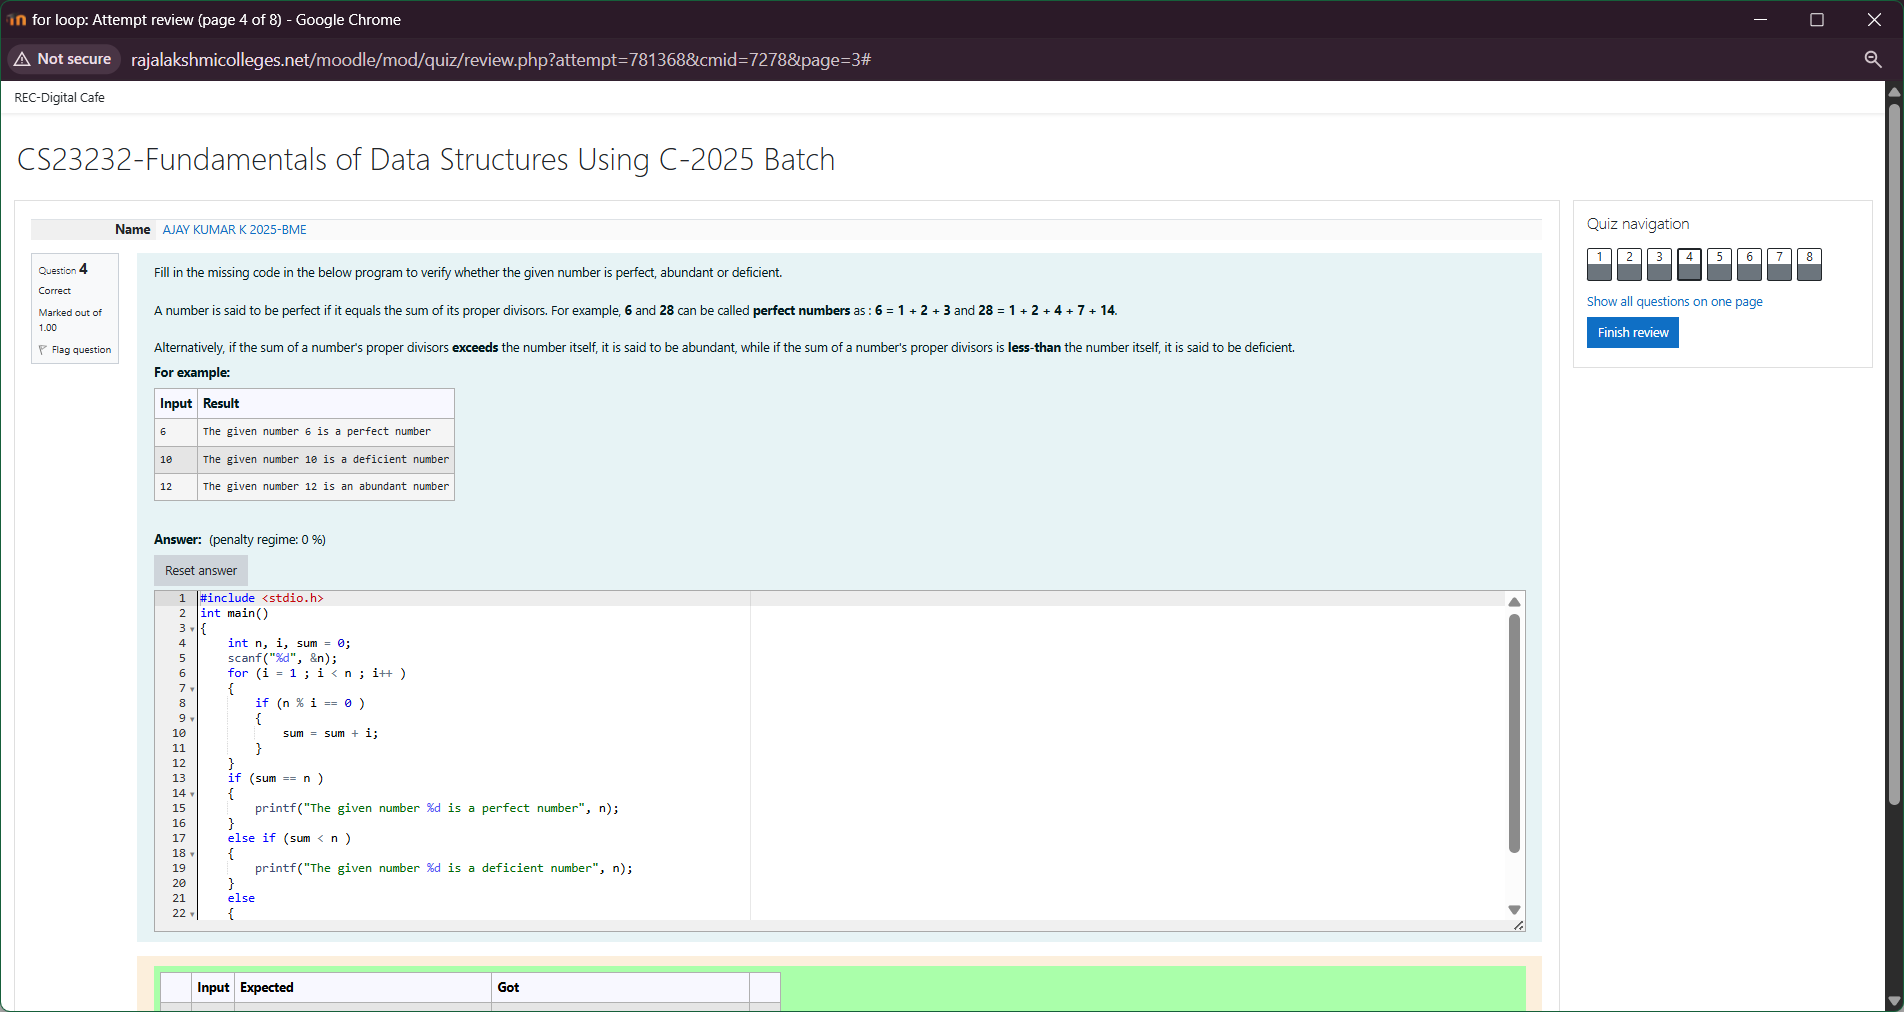 for loop: Attempt review (page 4 of 8) - Google Chrome
Not secure
rajalakshmicolleges.net/moodle/mod/quiz/review.php?attempt=781368&cmid=7278&page=3#
REC-Digital Cafe
CS23232-Fundamentals of Data Structures Using C-2025 Batch
Name AJAY KUMAR K 2025-BME
Question 4
Correct
Marked out of
1.00
Flag question
Fill in the missing code in the below program to verify whether the given number is perfect, abundant or deficient.
A number is said to be perfect if it equals the sum of its proper divisors. For example, 6 and 28 can be called perfect numbers as : 6 = 1 + 2 + 3 and 28 = 1 + 2 + 4 + 7 + 14.
Alternatively, if the sum of a number's proper divisors exceeds the number itself, it is said to be abundant, while if the sum of a number's proper divisors is less-than the number itself, it is said to be deficient.
For example:
Input Result
6 The given number 6 is a perfect number
10 The given number 10 is a deficient number
12 The given number 12 is an abundant number
Answer: (penalty regime: 0 %)
Reset answer
1 #include <stdio.h>
2 int main()
3 {
4 int n, i, sum = 0;
5 scanf("%d", &n);
6 for (i = 1 ; i < n ; i++ )
7 {
8 if (n % i == 0 )
9 {
10 sum = sum + i;
11 }
12 }
13 if (sum == n )
14 {
15 printf("The given number %d is a perfect number", n);
16 }
17 else if (sum < n )
18 {
19 printf("The given number %d is a deficient number", n);
20 }
21 else
22 {
Input Expected Got
Quiz navigation
1 2 3 4 5 6 7 8
Show all questions on one page
Finish review